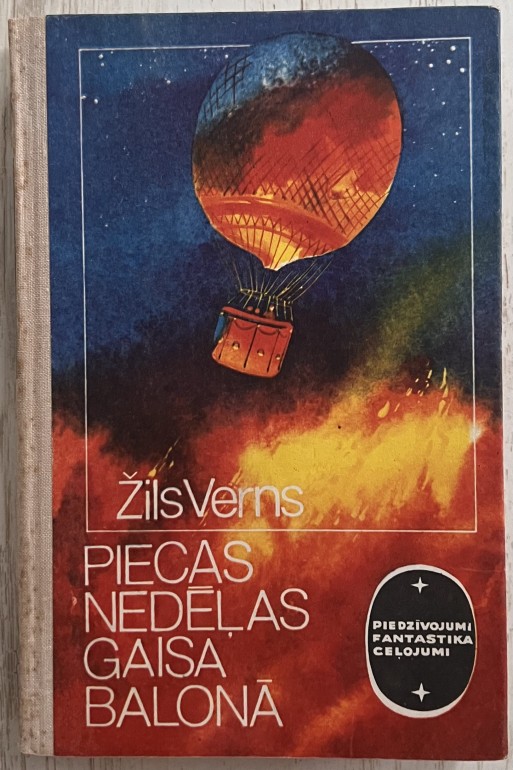 Žils Verns
PIECAS
NEDĒĻAS
GAISA
BALONĀ
PIEDZĪVOJUMI
FANTASTIKA
CEĻOJUMI